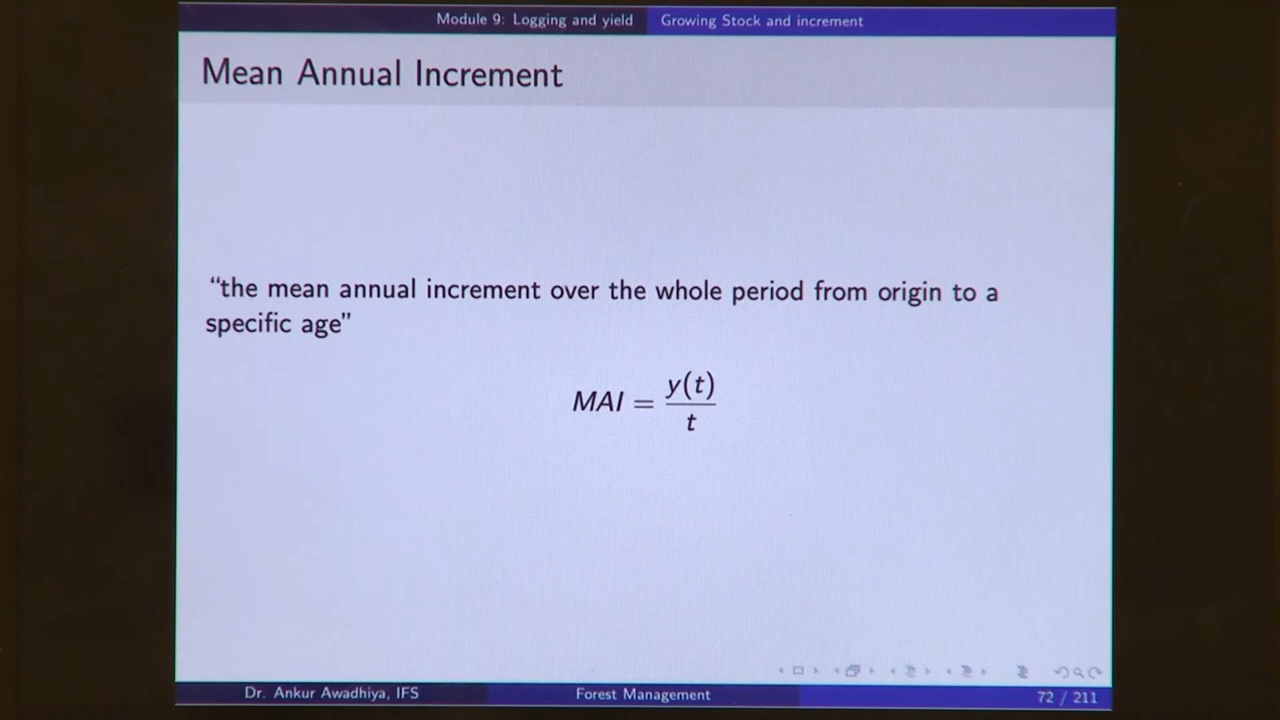 Module 9: Logging and yield Growing Stock and increment
Mean Annual Increment
“the mean annual increment over the whole period from origin to a
specific age”
MAI = y(t)
t
Dr. Ankur Awadhiya, IFS Forest Management 72 / 211